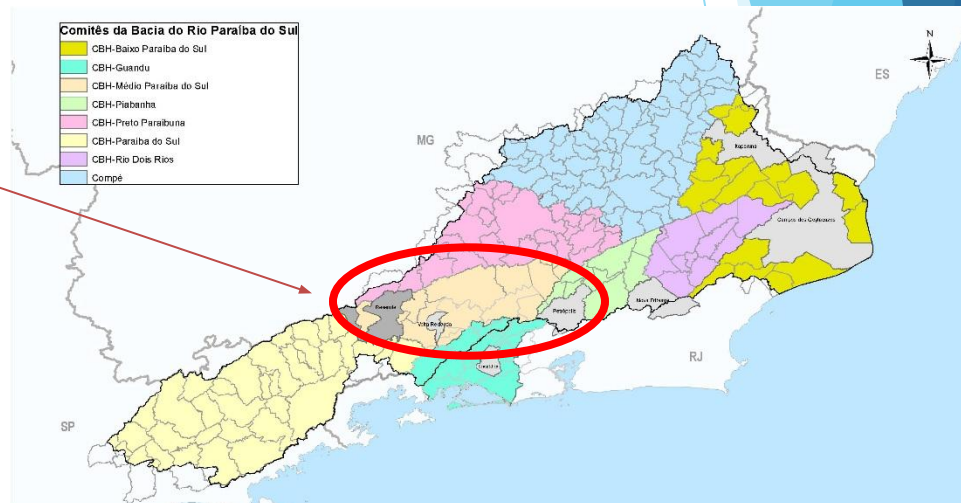 Comitês da Bacia do Rio Paraíba do Sul
CBH-Baixo Paraíba do Sul
CBH-Guandu
CBH-Médio Paraíba do Sul
CBH-Piabanha
CBH-Preto Paraibuna
CBH-Paraíba do Sul
CBH-Rio Dois Rios
Compé
N
ES
MG
Itaperuna
Campos dos Goytacazes
Nova Friburgo
Resende
Petrópolis
Volta Redonda
RJ
SP